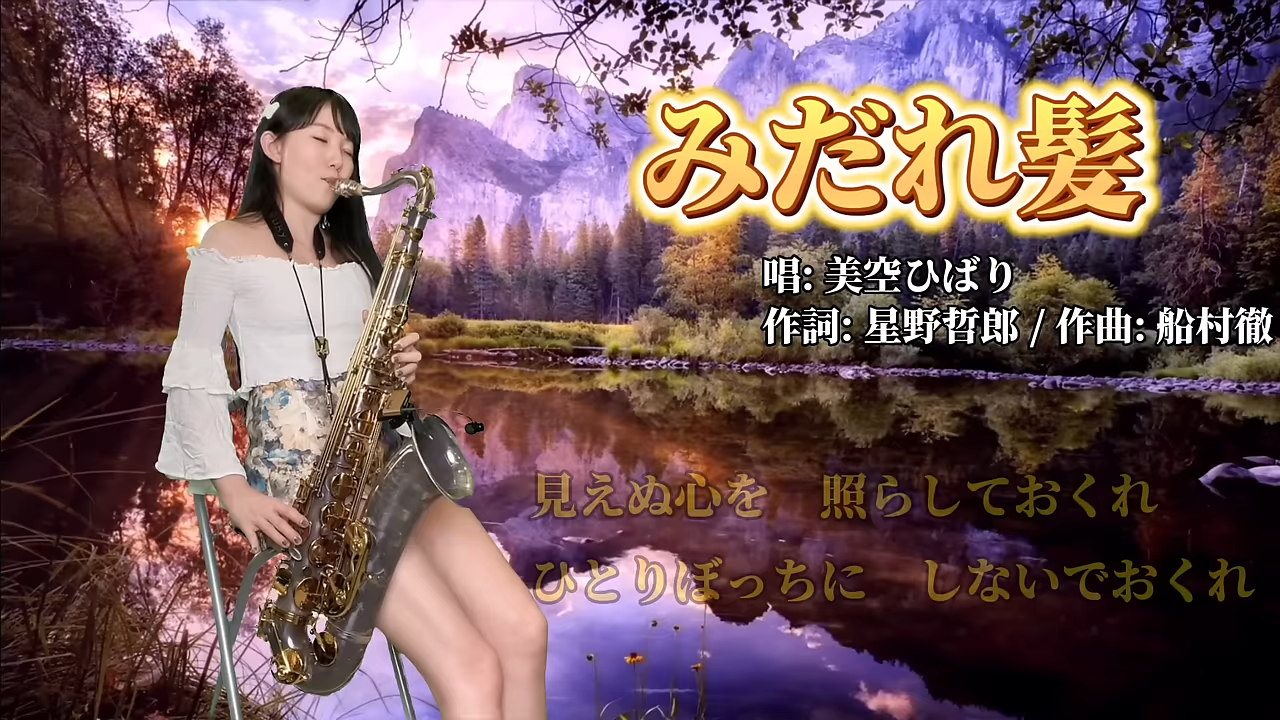 みだれ髪
唱: 美空ひばり
作詞: 星野哲郎 / 作曲: 船村徹
見えぬ心を　照らしておくれ
ひとりぼっちに　しないでおくれ